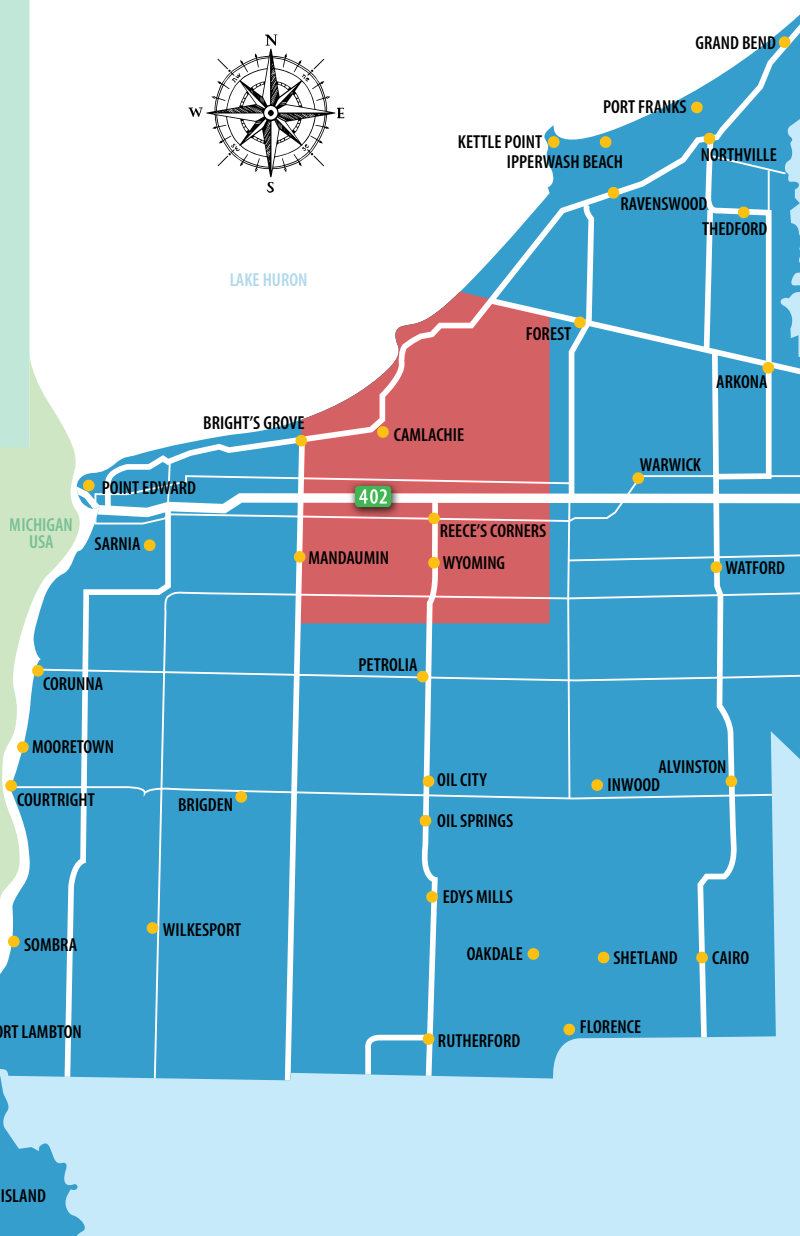 GRAND BEND
N
PORT FRANKS
W
E
KETTLE POINT
IPPERWASH BEACH
NORTHVILLE
S
RAVENSWOOD
THEDFORD
LAKE HURON
FOREST
ARKONA
BRIGHT'S GROVE
CAMLACHIE
WARWICK
POINT EDWARD
402
MICHIGAN
USA
REECE'S CORNERS
SARNIA
MANDAUMIN
WYOMING
WATFORD
PETROLIA
CORUNNA
MOORETOWN
ALVINSTON
OIL CITY
INWOOD
COURTRIGHT
BRIGDEN
OIL SPRINGS
EDYS MILLS
WILKESPORT
SOMBRA
OAKDALE
SHETLAND
CAIRO
ORT LAMBTON
FLORENCE
RUTHERFORD
ISLAND